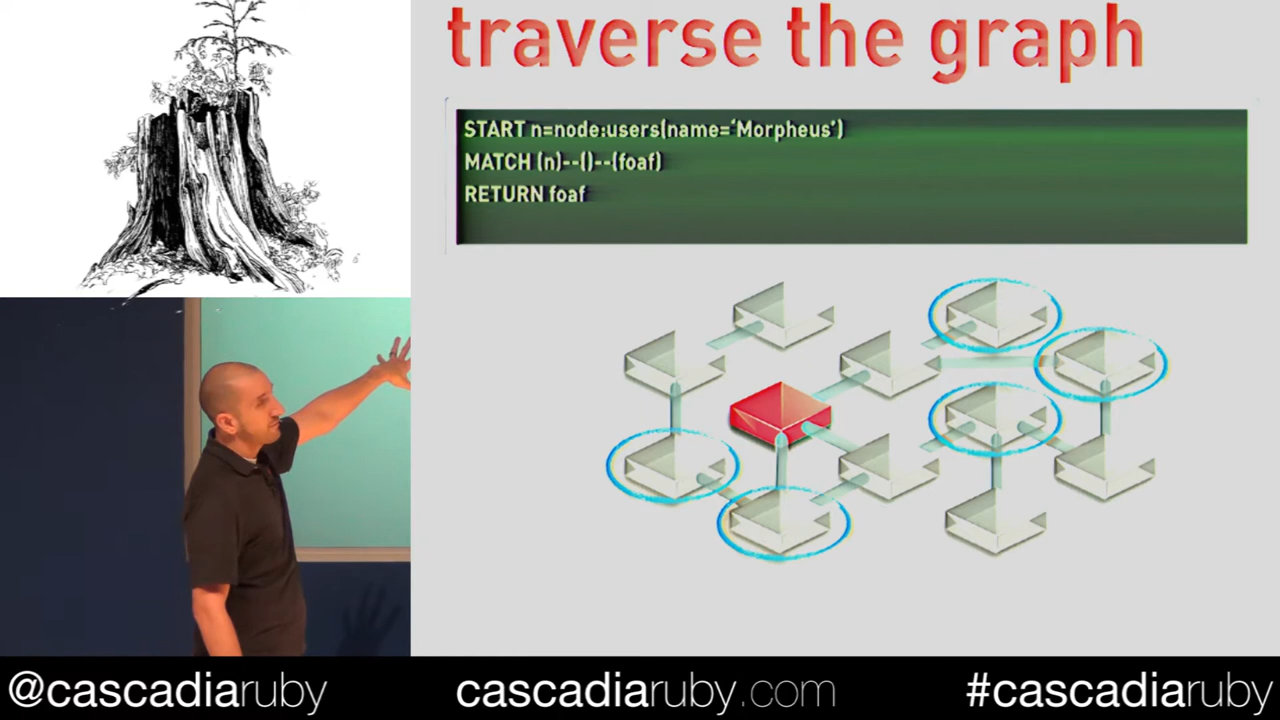 traverse the graph
START n=node:users(name=‘Morpheus’)
MATCH (n)--()--(foaf)
RETURN foaf
@cascadiaruby
cascadiaruby.com
#cascadiaruby